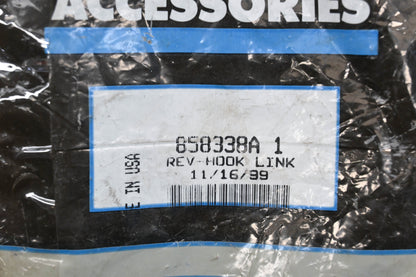 ACCESSORIES
858338A 1
REV-HOOK LINK
11/16/99
E IN USA